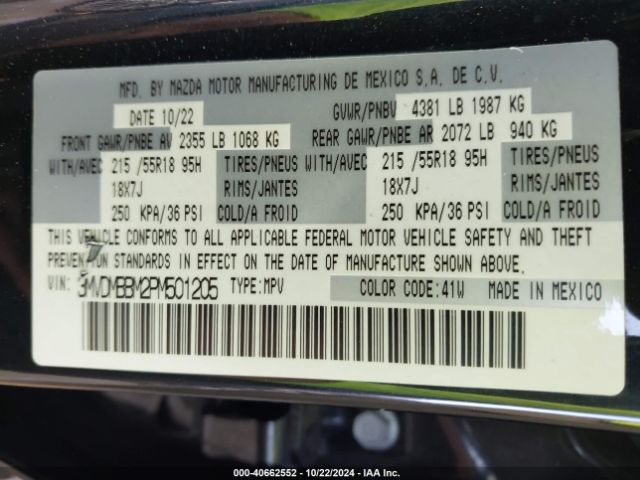 MFD. BY MAZDA MOTOR MANUFACTURING DE MEXICO S.A. DE C.V.
DATE 10/22 GVWR/PNBV 4381 LB 1987 KG
FRONT GAWR/PNBE AV 2355 LB 1068 KG REAR GAWR/PNBE AR 2072 LB 940 KG
WITH/AVEC 215 /55R18 95H TIRES/PNEUS WITH/AVEC 215 /55R18 95H TIRES/PNEUS
18X7J RIMS/JANTES 18X7J RIMS/JANTES
250 KPA/36 PSI COLD/A FROID 250 KPA/36 PSI COLD/A FROID
THIS VEHICLE CONFORMS TO ALL APPLICABLE FEDERAL MOTOR VEHICLE SAFETY AND THEFT
PREVENTION STANDARDS IN EFFECT ON THE DATE OF MANUFACTURE SHOWN ABOVE.
VIN: 3MVDMBBM2PM501205 TYPE:MPV COLOR CODE:41W MADE IN MEXICO
000-40662552 - 10/22/2024 - IAA Inc.